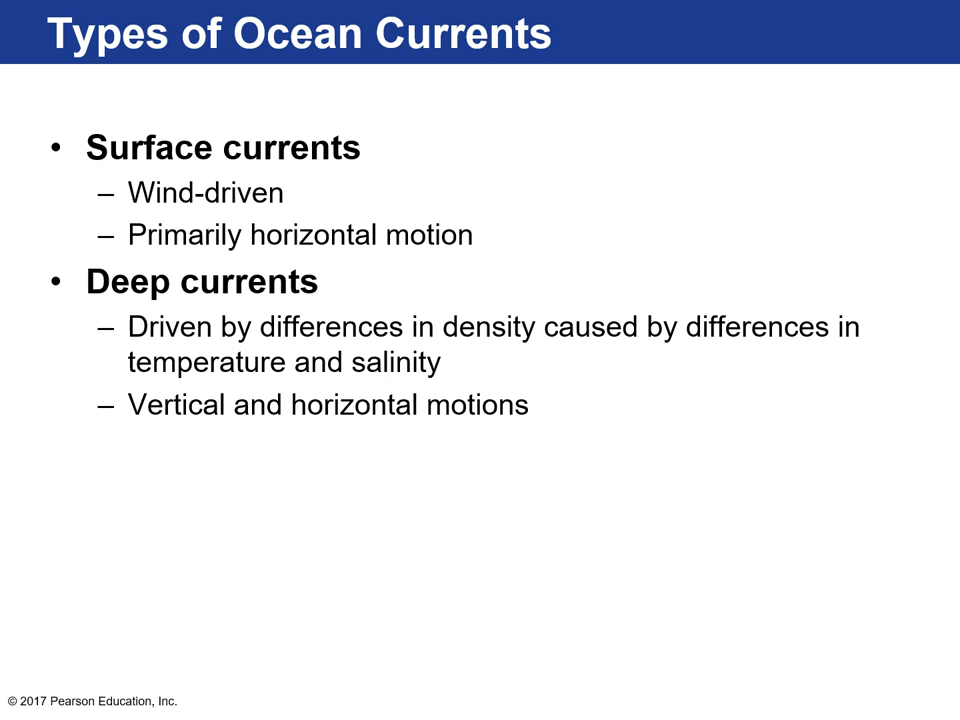 Types of Ocean Currents
• Surface currents
– Wind-driven
– Primarily horizontal motion
• Deep currents
– Driven by differences in density caused by differences in
temperature and salinity
– Vertical and horizontal motions
© 2017 Pearson Education, Inc.